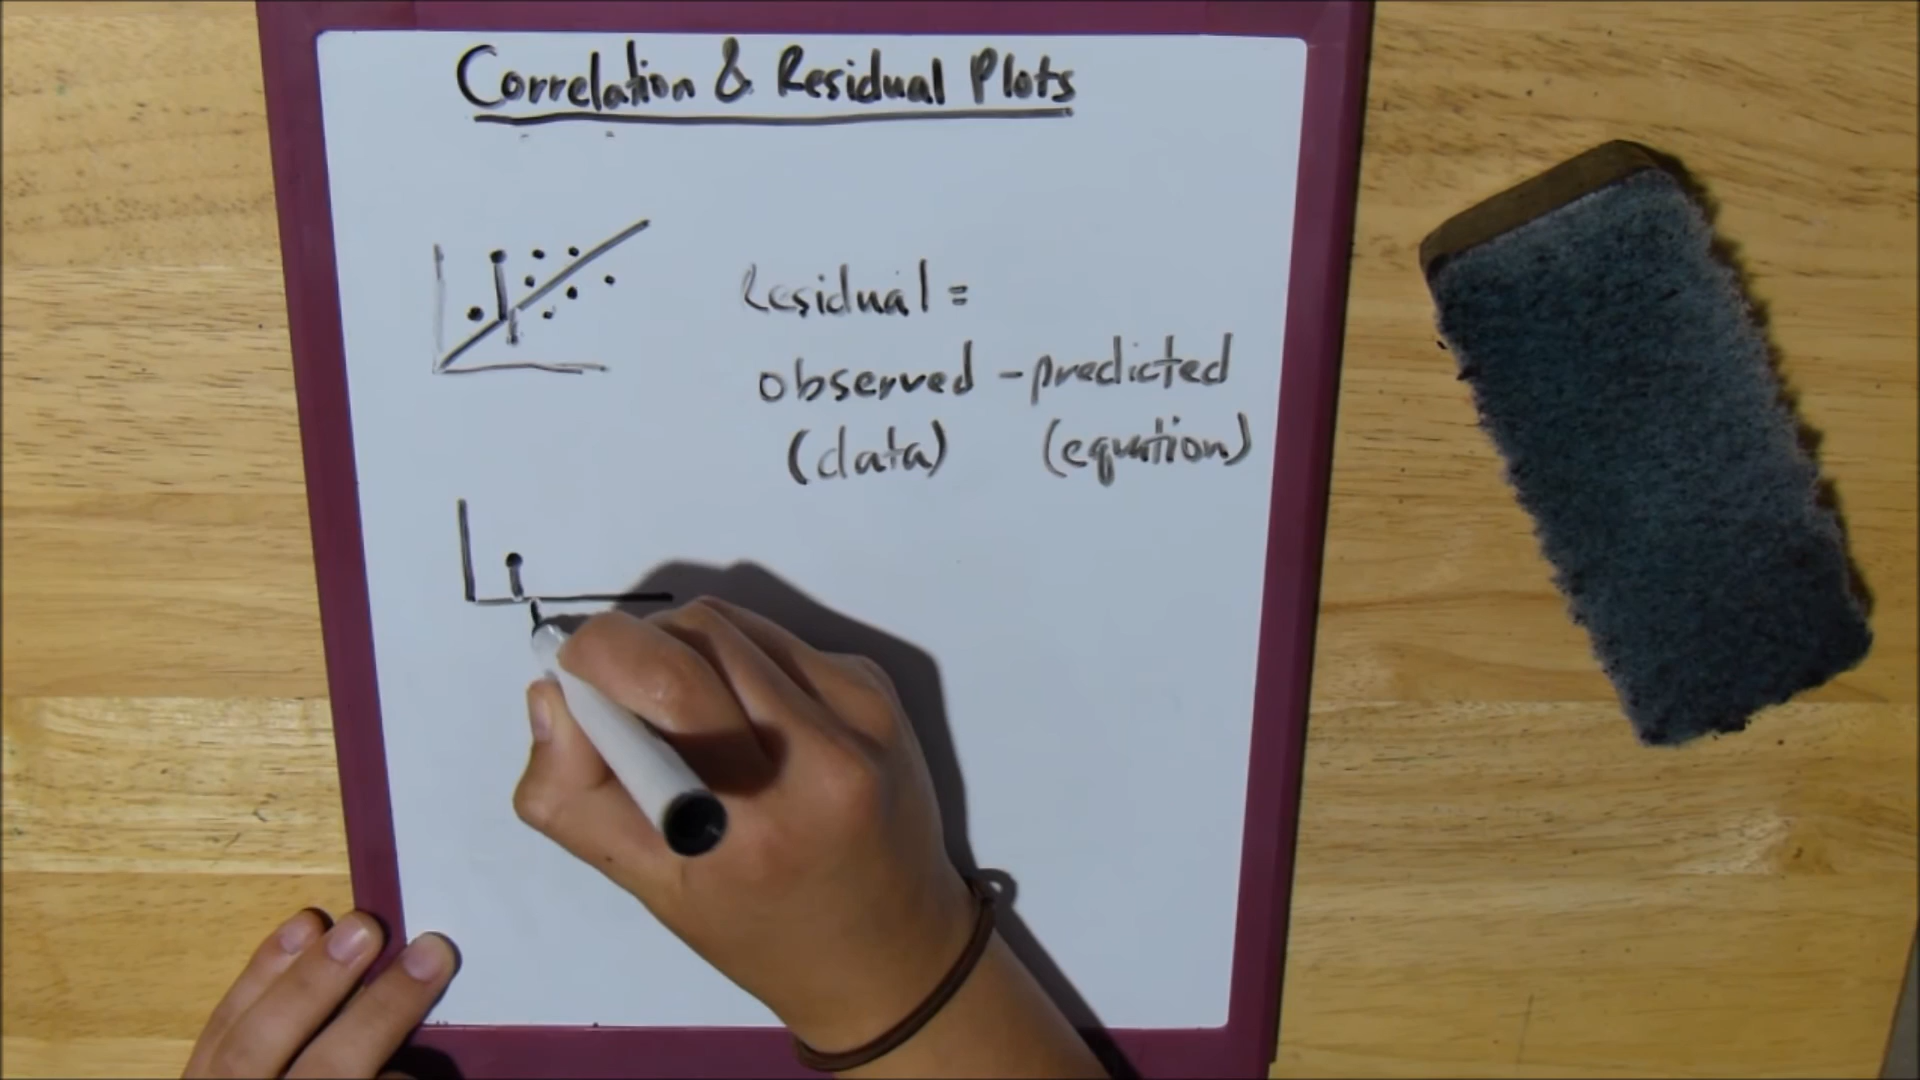 Correlation & Residual Plots
Residual =
observed - predicted
(data) (equation)